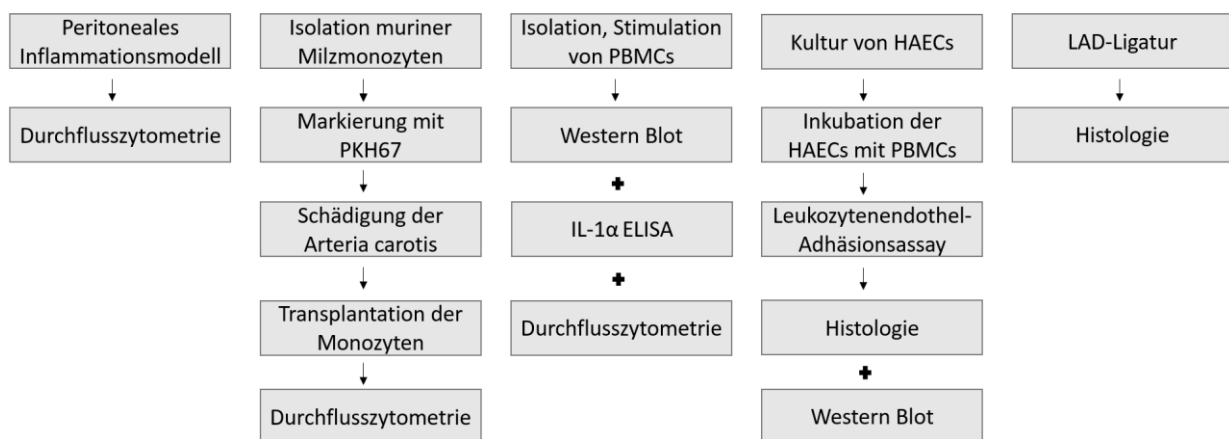 Peritoneales
Inflammationsmodell
Durchflusszytometrie
Isolation muriner
Milzmonozyten
Markierung mit
PKH67
Schädigung der
Arteria carotis
Transplantation der
Monozyten
Durchflusszytometrie
Isolation, Stimulation
von PBMCs
Western Blot
+
IL-1α ELISA
+
Durchflusszytometrie
Kultur von HAECs
Inkubation der
HAECs mit PBMCs
Leukozytenendothel-
Adhäsionsassay
Histologie
+
Western Blot
LAD-Ligatur
Histologie